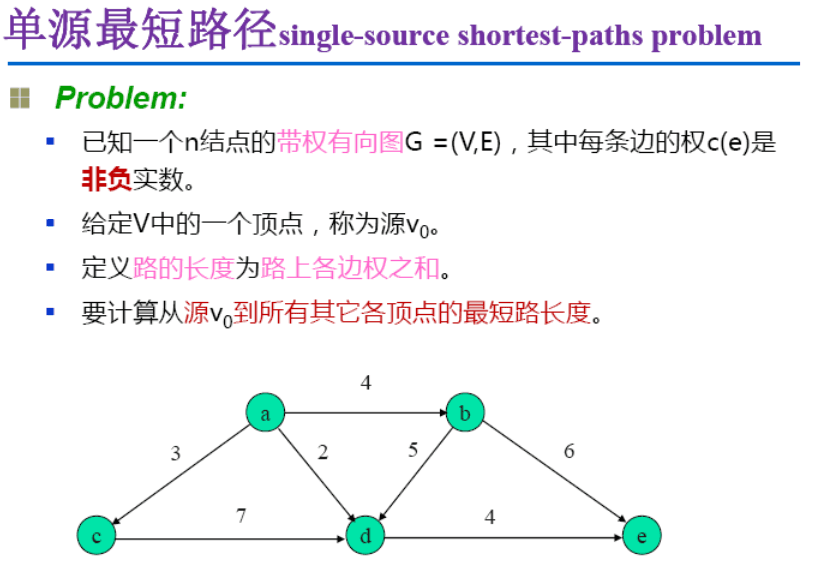 单源最短路径single-source shortest-paths problem
Problem:
已知一个n结点的带权有向图G =(V,E)，其中每条边的权c(e)是
非负实数。
给定V中的一个顶点，称为源v0。
定义路的长度为路上各边权之和。
要计算从源v0到所有其它各顶点的最短路长度。
4
a b
3 2 5 6
7 4
c d e